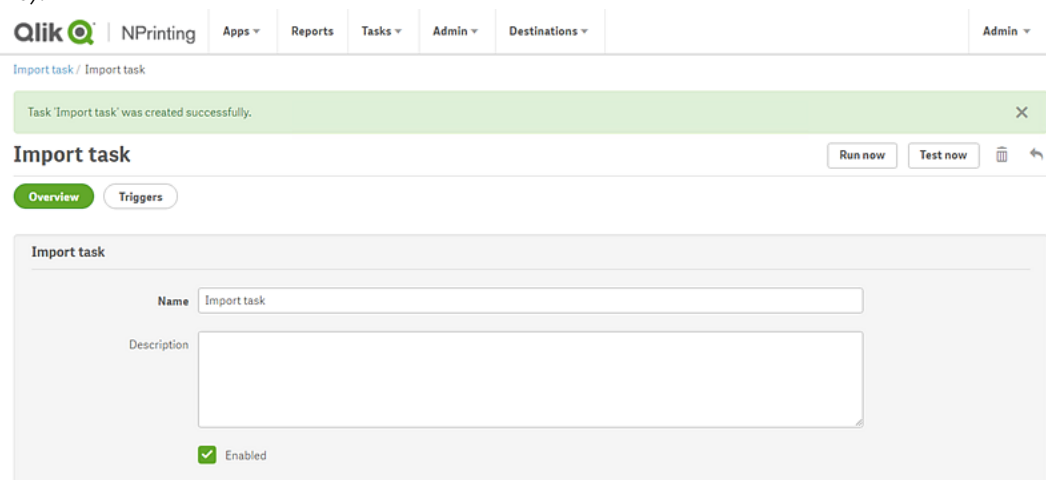 Qlik NPrinting Apps Reports Tasks Admin Destinations Admin
Import task / Import task
Task 'Import task' was created successfully.
Import task Run now Test now
Overview Triggers
Import task
Name Import task
Description
Enabled